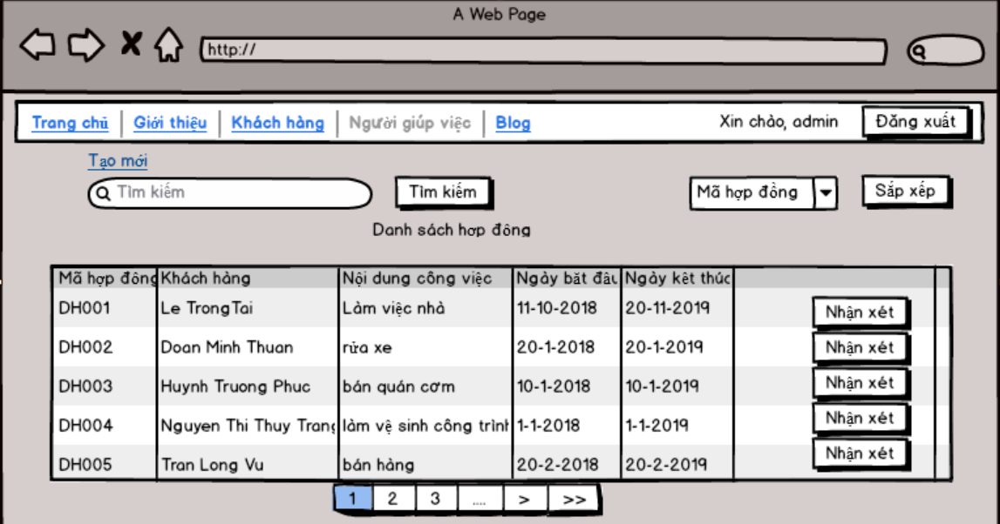 A Web Page
http://
Trang chủ Giới thiệu Khách hàng Người giúp việc Blog Xin chào, admin Đăng xuất
Tạo mới
Tìm kiếm Tìm kiếm Mã hợp đồng Sắp xếp
Danh sách hợp đồng
Mã hợp đồng Khách hàng Nội dung công việc Ngày bắt đầu Ngày kết thúc
DH001 Le TrongTai Làm việc nhà 11-10-2018 20-11-2019 Nhận xét
DH002 Doan Minh Thuan rửa xe 20-1-2018 20-1-2019 Nhận xét
DH003 Huynh Truong Phuc bán quán cơm 10-1-2018 10-1-2019 Nhận xét
DH004 Nguyen Thi Thuy Trang làm vệ sinh công trình 1-1-2018 1-1-2019 Nhận xét
DH005 Tran Long Vu bán hàng 20-2-2018 20-2-2019 Nhận xét
1 2 3 .... > >>